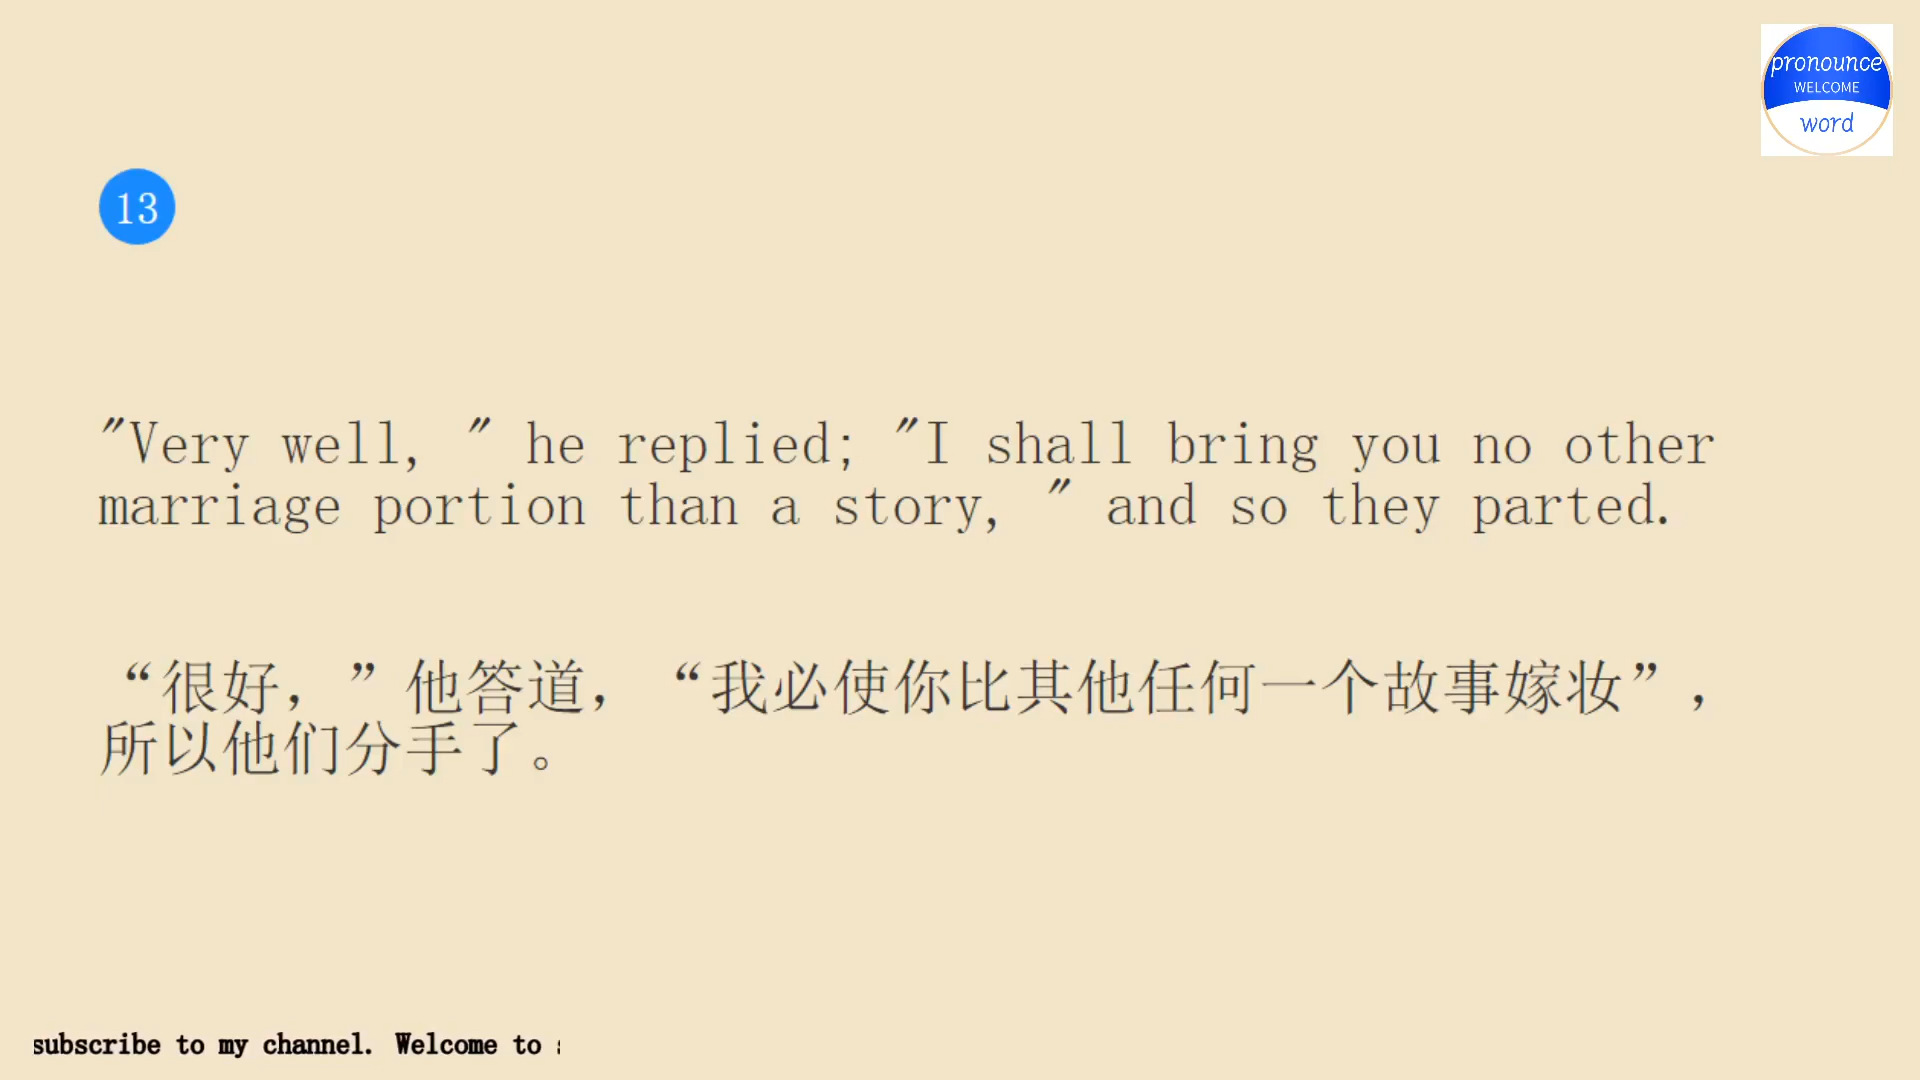 pronounce
WELCOME
word
13
"Very well, " he replied; "I shall bring you no other
marriage portion than a story, " and so they parted.
“很好，”他答道，“我必使你比其他任何一个故事嫁妆”，
所以他们分手了。
subscribe to my channel. Welcome to